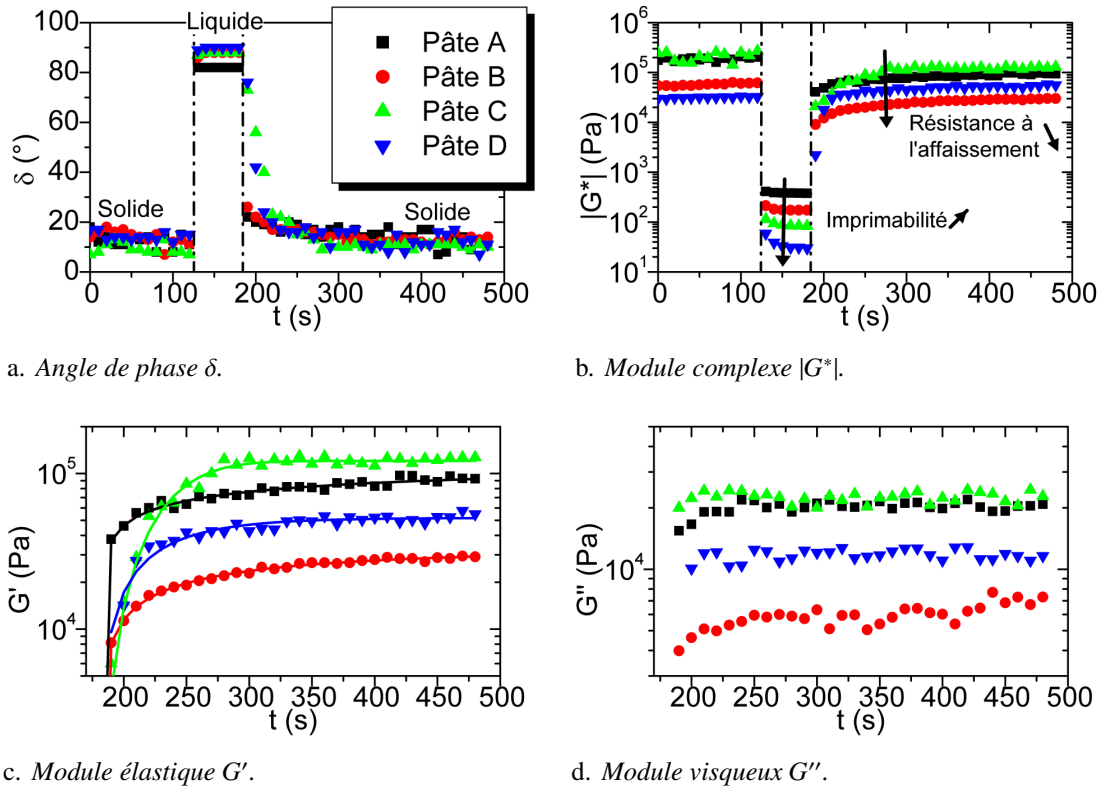 Liquide
Pâte A
Pâte B
Pâte C
Pâte D
Solide
Solide
100
80
60
40
20
0
δ (°)
0 100 200 300 400 500
t (s)
a. Angle de phase δ.
10⁶
10⁵
10⁴
10³
10²
10¹
|G*| (Pa)
Résistance à
l'affaissement
Imprimabilité
0 100 200 300 400 500
t (s)
b. Module complexe |G*|.
10⁵
10⁴
G' (Pa)
200 250 300 350 400 450 500
t (s)
c. Module élastique G′.
10⁴
G'' (Pa)
200 250 300 350 400 450 500
t (s)
d. Module visqueux G′′.